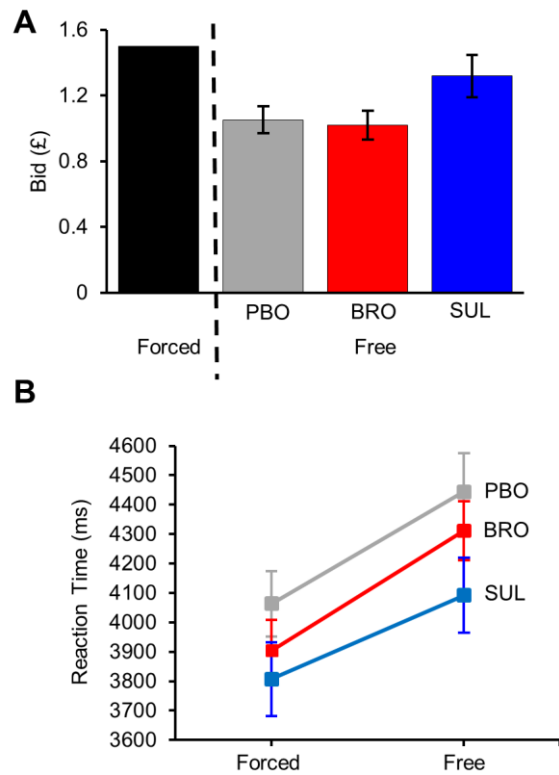 A
1.6
1.2
0.8
0.4
0
Bid (£)
PBO BRO SUL
Forced Free
B
4600
4500
4400
4300
4200
4100
4000
3900
3800
3700
3600
Reaction Time (ms)
PBO
BRO
SUL
Forced Free